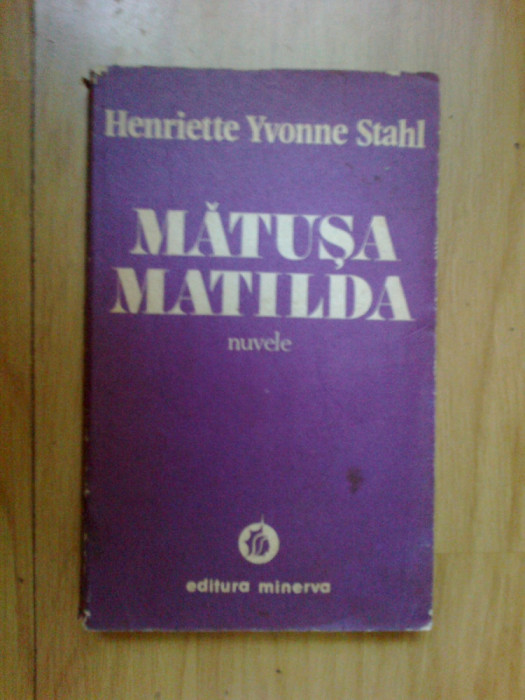 Henriette Yvonne Stahl
MĂTUȘA
MATILDA
nuvele
editura minerva